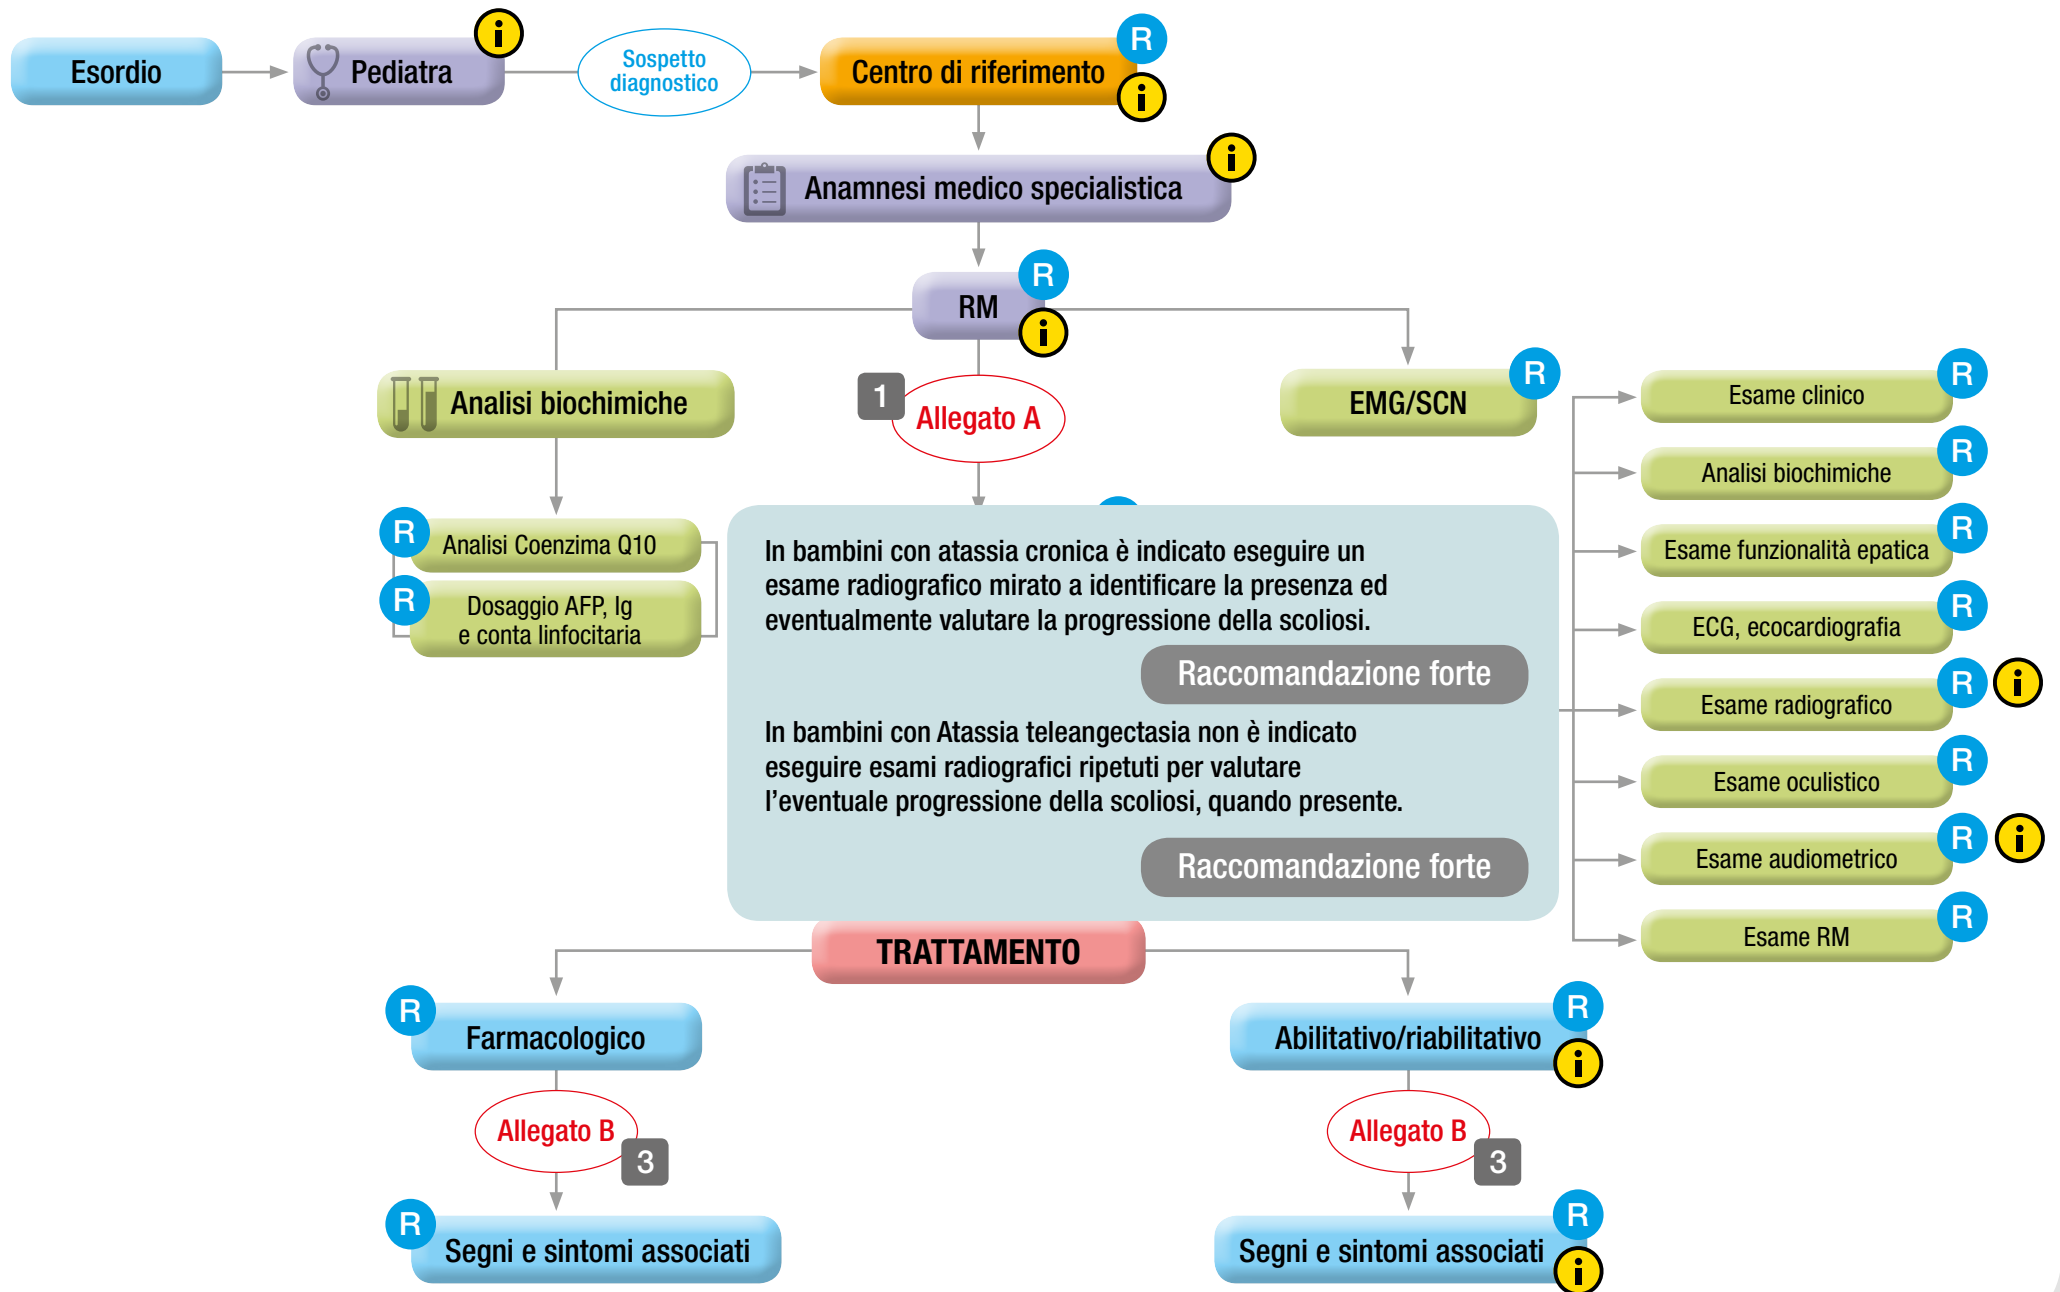 Esordio
Pediatra
i
Sospetto
diagnostico
Centro di riferimento
R
i
Anamnesi medico specialistica
i
RM
R
i
Analisi biochimiche
1
Allegato A
EMG/SCN
R
R
Analisi Coenzima Q10
R
Dosaggio AFP, Ig
e conta linfocitaria
In bambini con atassia cronica è indicato eseguire un
esame radiografico mirato a identificare la presenza ed
eventualmente valutare la progressione della scoliosi.
Raccomandazione forte
In bambini con Atassia teleangectasia non è indicato
eseguire esami radiografici ripetuti per valutare
l’eventuale progressione della scoliosi, quando presente.
Raccomandazione forte
Esame clinico
R
Analisi biochimiche
R
Esame funzionalità epatica
R
ECG, ecocardiografia
R
Esame radiografico
R
i
Esame oculistico
R
Esame audiometrico
R
i
Esame RM
R
TRATTAMENTO
R
Farmacologico
Abilitativo/riabilitativo
R
i
Allegato B
3
Allegato B
3
R
Segni e sintomi associati
Segni e sintomi associati
R
i